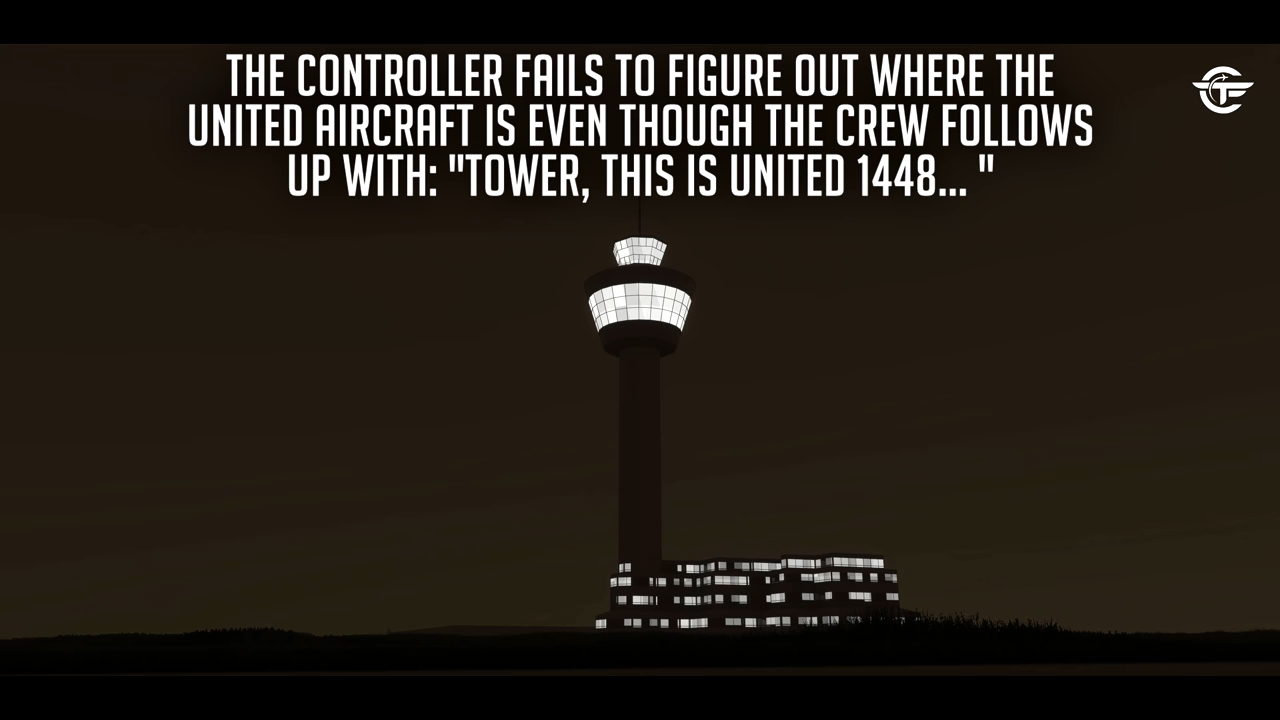 THE CONTROLLER FAILS TO FIGURE OUT WHERE THE
UNITED AIRCRAFT IS EVEN THOUGH THE CREW FOLLOWS
UP WITH: "TOWER, THIS IS UNITED 1448... "